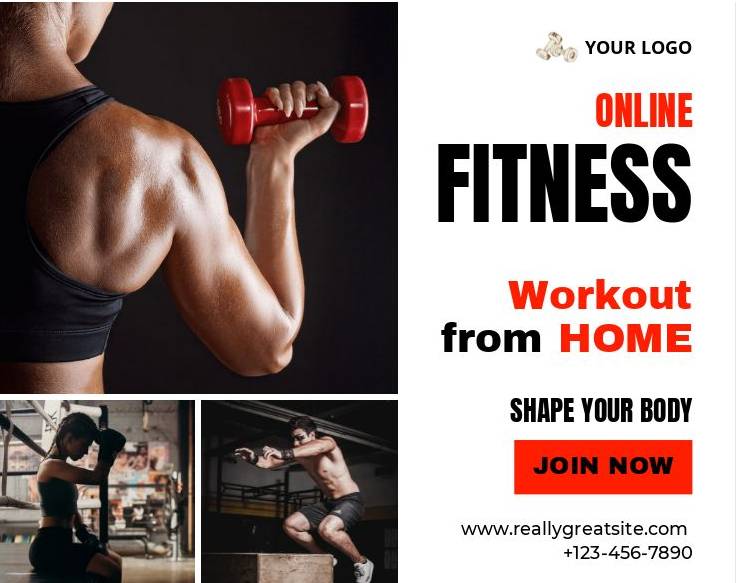 YOUR LOGO
ONLINE
FITNESS
Workout
from HOME
SHAPE YOUR BODY
JOIN NOW
www.reallygreatsite.com
+123-456-7890